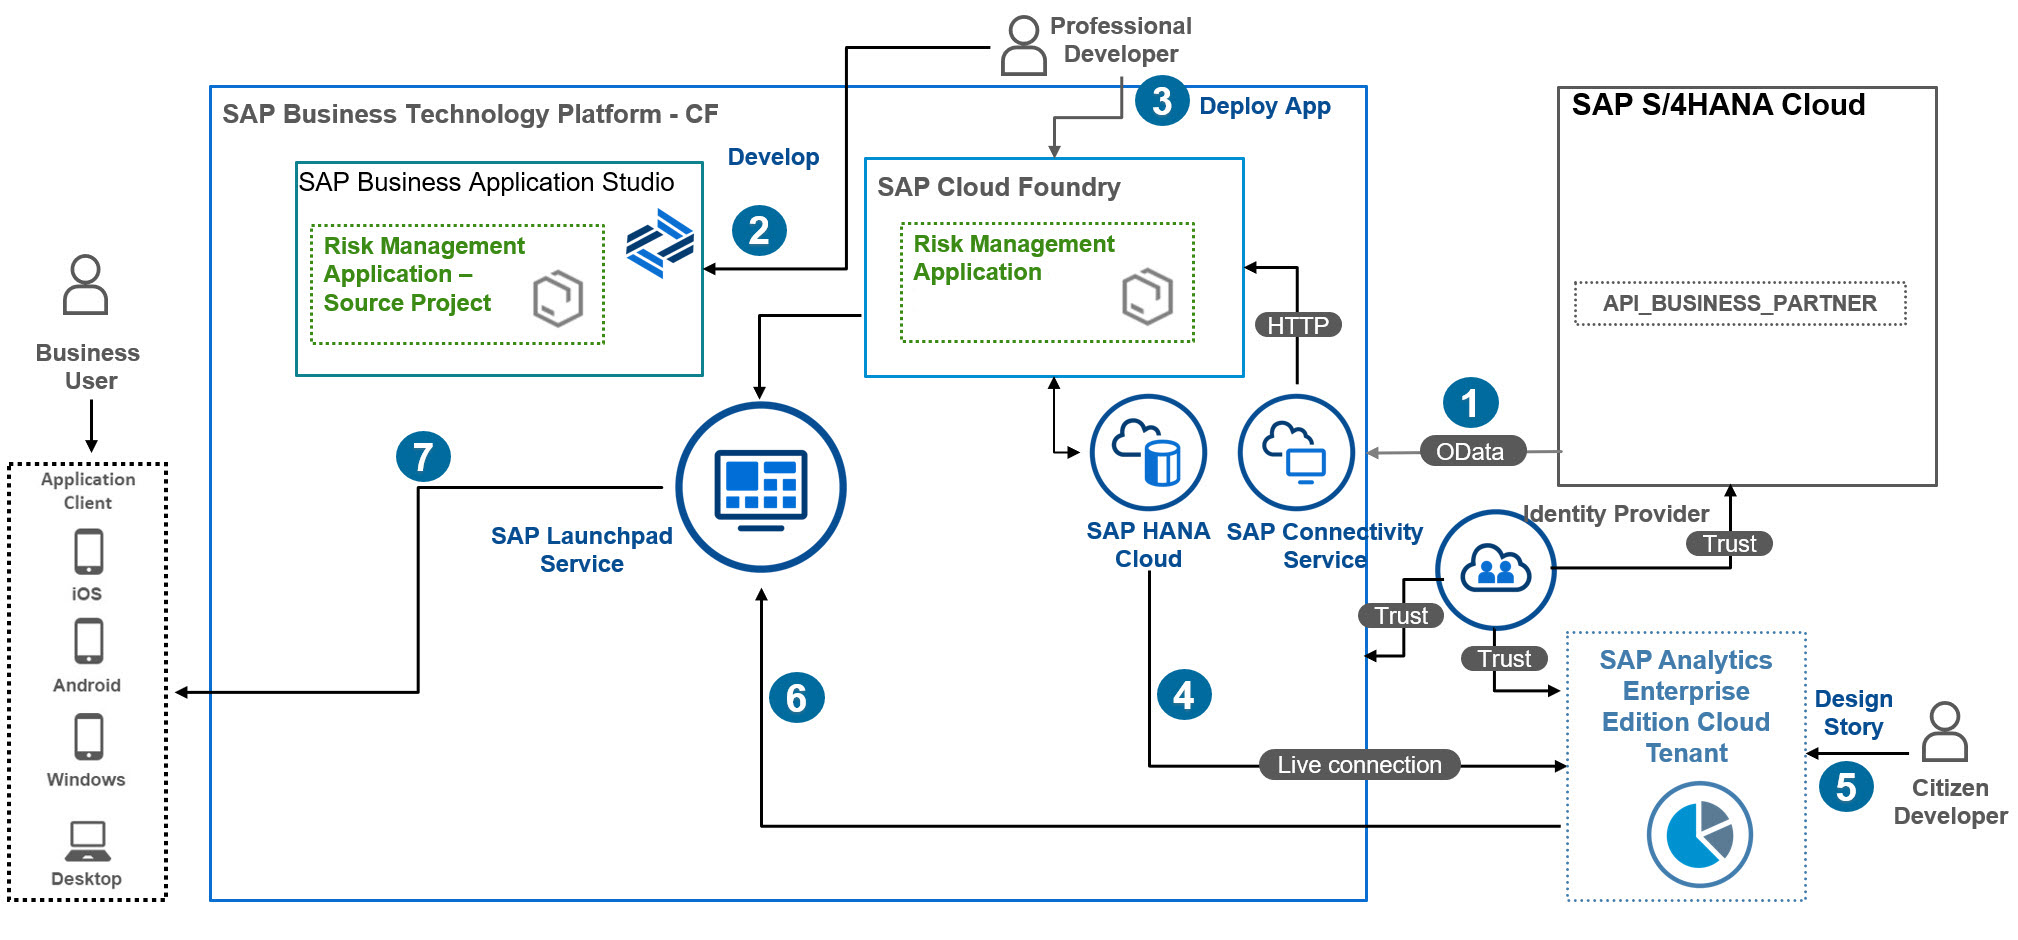 Professional
Developer
3
Deploy App
SAP Business Technology Platform - CF
SAP S/4HANA Cloud
Develop
SAP Business Application Studio
2
Risk Management
Application –
Source Project
SAP Cloud Foundry
Risk Management
Application
HTTP
API_BUSINESS_PARTNER
Business
User
1
OData
7
Application
Client
iOS
Android
Windows
Desktop
SAP Launchpad
Service
SAP HANA
Cloud
SAP Connectivity
Service
Identity Provider
Trust
Trust
Trust
6
4
Live connection
SAP Analytics
Enterprise
Edition Cloud
Tenant
Design
Story
5
Citizen
Developer